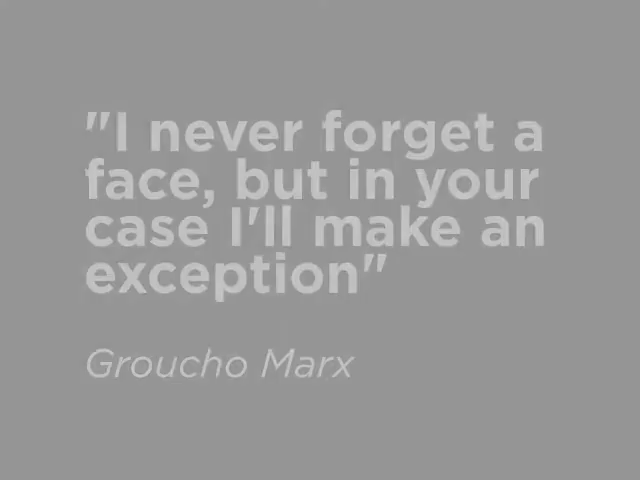 "I never forget a
face, but in your
case I'll make an
exception"
Groucho Marx